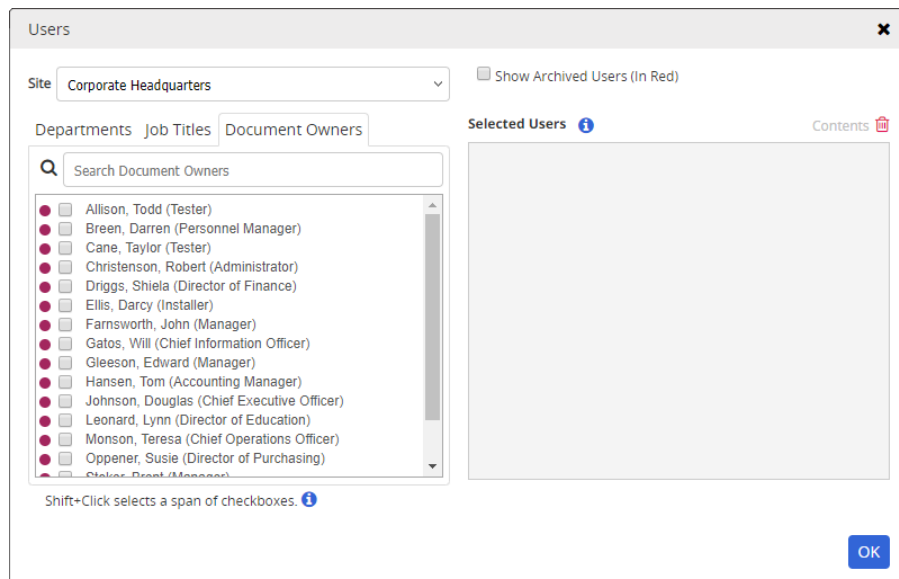 Users
Site
Corporate Headquarters
Show Archived Users (In Red)
Departments
Job Titles
Document Owners
Search Document Owners
Allison, Todd (Tester)
Breen, Darren (Personnel Manager)
Cane, Taylor (Tester)
Christenson, Robert (Administrator)
Driggs, Shiela (Director of Finance)
Ellis, Darcy (Installer)
Farnsworth, John (Manager)
Gatos, Will (Chief Information Officer)
Gleeson, Edward (Manager)
Hansen, Tom (Accounting Manager)
Johnson, Douglas (Chief Executive Officer)
Leonard, Lynn (Director of Education)
Monson, Teresa (Chief Operations Officer)
Oppener, Susie (Director of Purchasing)
Shift+Click selects a span of checkboxes.
Selected Users
Contents
OK